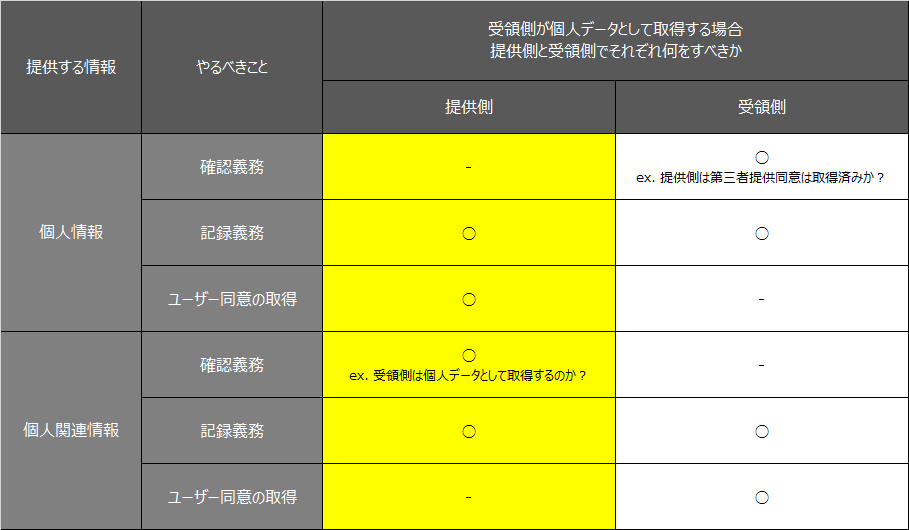 提供する情報
やるべきこと
受領側が個人データとして取得する場合
提供側と受領側でそれぞれ何をすべきか
提供側
受領側
個人情報
確認義務
-
○
ex. 提供側は第三者提供同意は取得済みか？
記録義務
○
○
ユーザー同意の取得
○
-
個人関連情報
確認義務
○
ex. 受領側は個人データとして取得するのか？
-
記録義務
○
○
ユーザー同意の取得
-
○